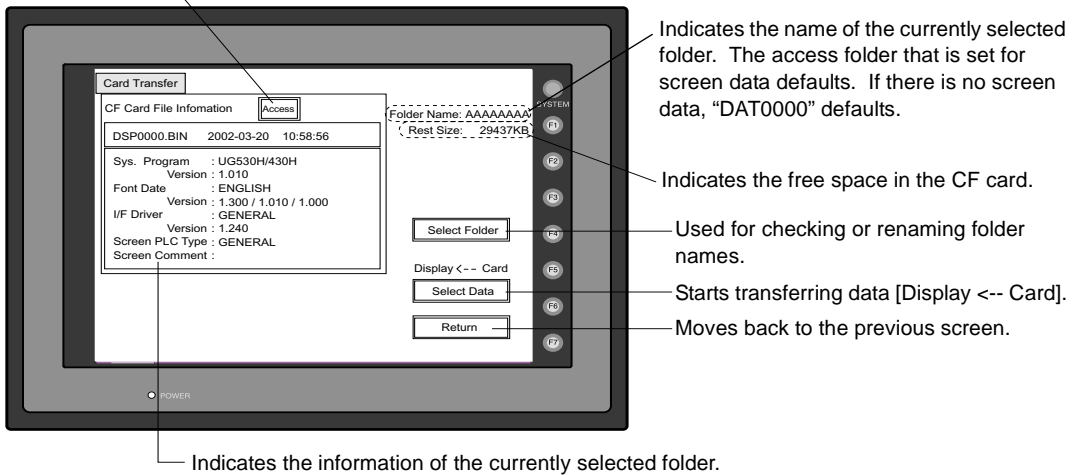 Indicates the name of the currently selected
folder. The access folder that is set for
screen data defaults. If there is no screen
data, “DAT0000” defaults.
Card Transfer
CF Card File Infomation
Access
SYSTEM
Folder Name: AAAAAAAA
Rest Size: 29437KB
F1
DSP0000.BIN 2002-03-20 10:58:56
Sys. Program : UG530H/430H
Version : 1.010
Font Date : ENGLISH
Version : 1.300 / 1.010 / 1.000
I/F Driver : GENERAL
Version : 1.240
Screen PLC Type : GENERAL
Screen Comment :
F2
Indicates the free space in the CF card.
F3
Select Folder
F4
Used for checking or renaming folder
names.
Display <-- Card
F5
Select Data
Starts transferring data [Display <-- Card].
F6
Return
Moves back to the previous screen.
F7
POWER
Indicates the information of the currently selected folder.